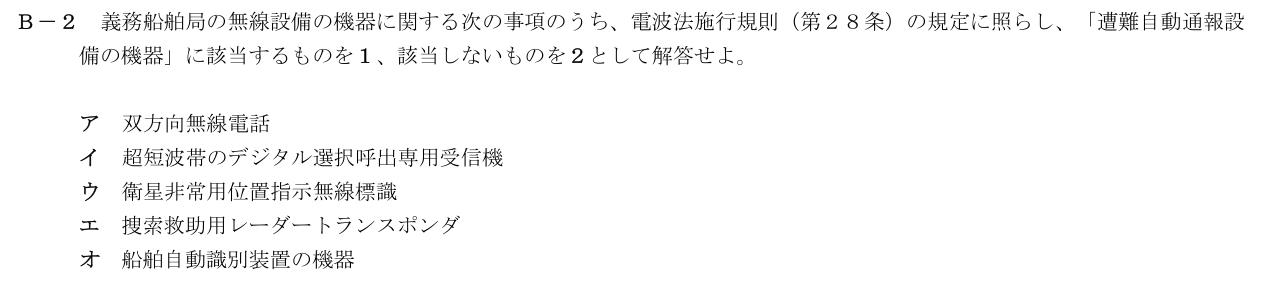 Ｂ－２　義務船舶局の無線設備の機器に関する次の事項のうち、電波法施行規則（第２８条）の規定に照らし、「遭難自動通報設
備の機器」に該当するものを１、該当しないものを２として解答せよ。
ア　双方向無線電話
イ　超短波帯のデジタル選択呼出専用受信機
ウ　衛星非常用位置指示無線標識
エ　捜索救助用レーダートランスポンダ
オ　船舶自動識別装置の機器